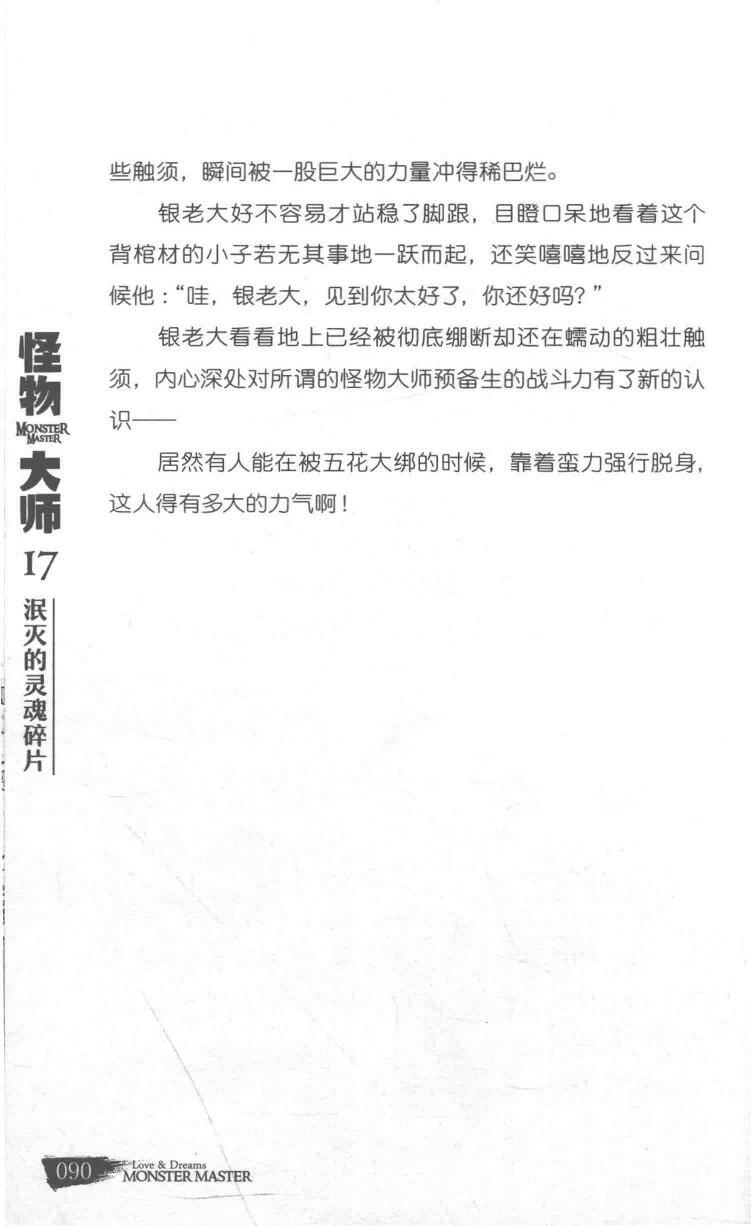 些触须，瞬间被一股巨大的力量冲得稀巴烂。
银老大好不容易才站稳了脚跟，目瞪口呆地看着这个
背棺材的小子若无其事地一跃而起，还笑嘻嘻地反过来问
候他：“哇，银老大，见到你太好了，你还好吗？”
银老大看看地上已经被彻底绷断却还在蠕动的粗壮触
须，内心深处对所谓的怪物大师预备生的战斗力有了新的认
识——
居然有人能在被五花大绑的时候，靠着蛮力强行脱身，
这人得有多大的力气啊！
怪物
MONSTER
MASTER
大师
17
泯灭的灵魂碎片
090
Love & Dreams
MONSTER MASTER